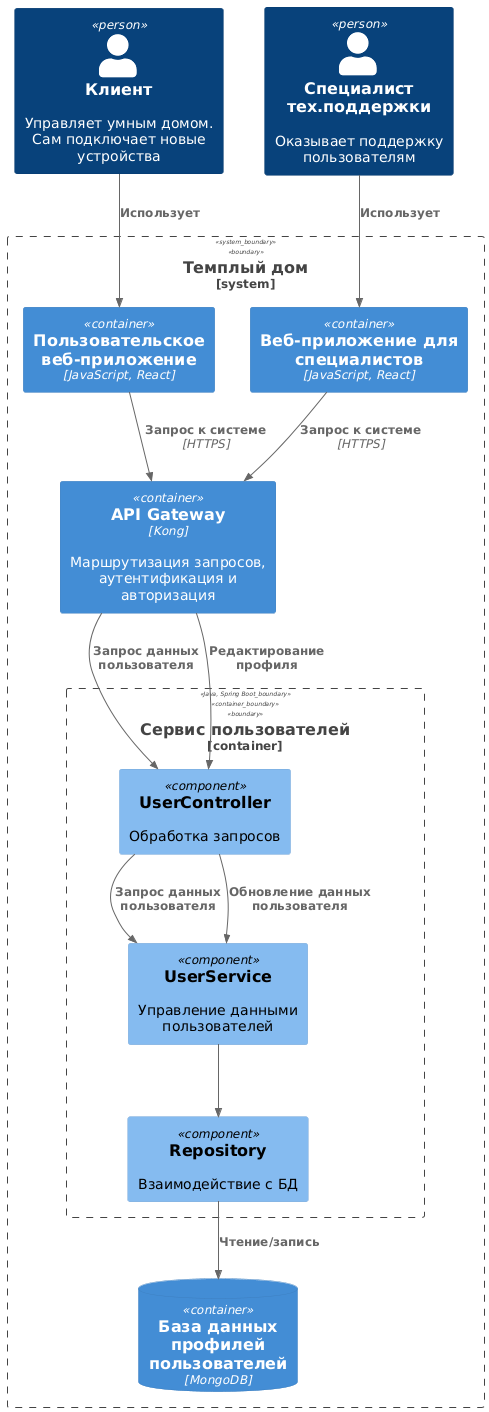 «person»
Клиент
Управляет умным домом.
Сам подключает новые
устройства
«person»
Специалист
тех.поддержки
Оказывает поддержку
пользователям
Использует
Использует
«system_boundary»
«boundary»
Темплый дом
[system]
«container»
Пользовательское
веб-приложение
[JavaScript, React]
«container»
Веб-приложение для
специалистов
[JavaScript, React]
Запрос к системе
[HTTPS]
Запрос к системе
[HTTPS]
«container»
API Gateway
[Kong]
Маршрутизация запросов,
аутентификация и
авторизация
Запрос данных
пользователя
Редактирование
профиля
«Java, Spring Boot_boundary»
«container_boundary»
«boundary»
Сервис пользователей
[container]
«component»
UserController
Обработка запросов
Запрос данных
пользователя
Обновление данных
пользователя
«component»
UserService
Управление данными
пользователей
«component»
Repository
Взаимодействие с БД
Чтение/запись
«container»
База данных
профилей
пользователей
[MongoDB]